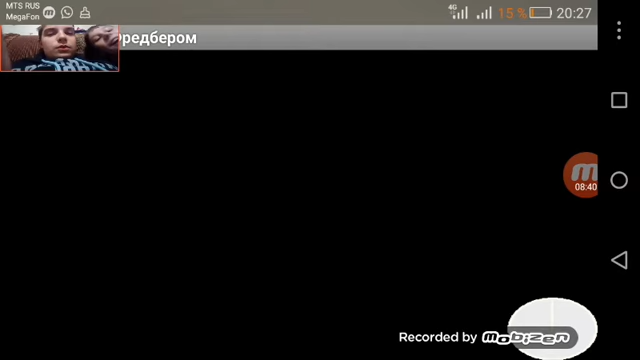 MTS RUS
MegaFon
4G
15 %
20:27
редбером
08:40
Recorded by mobizen